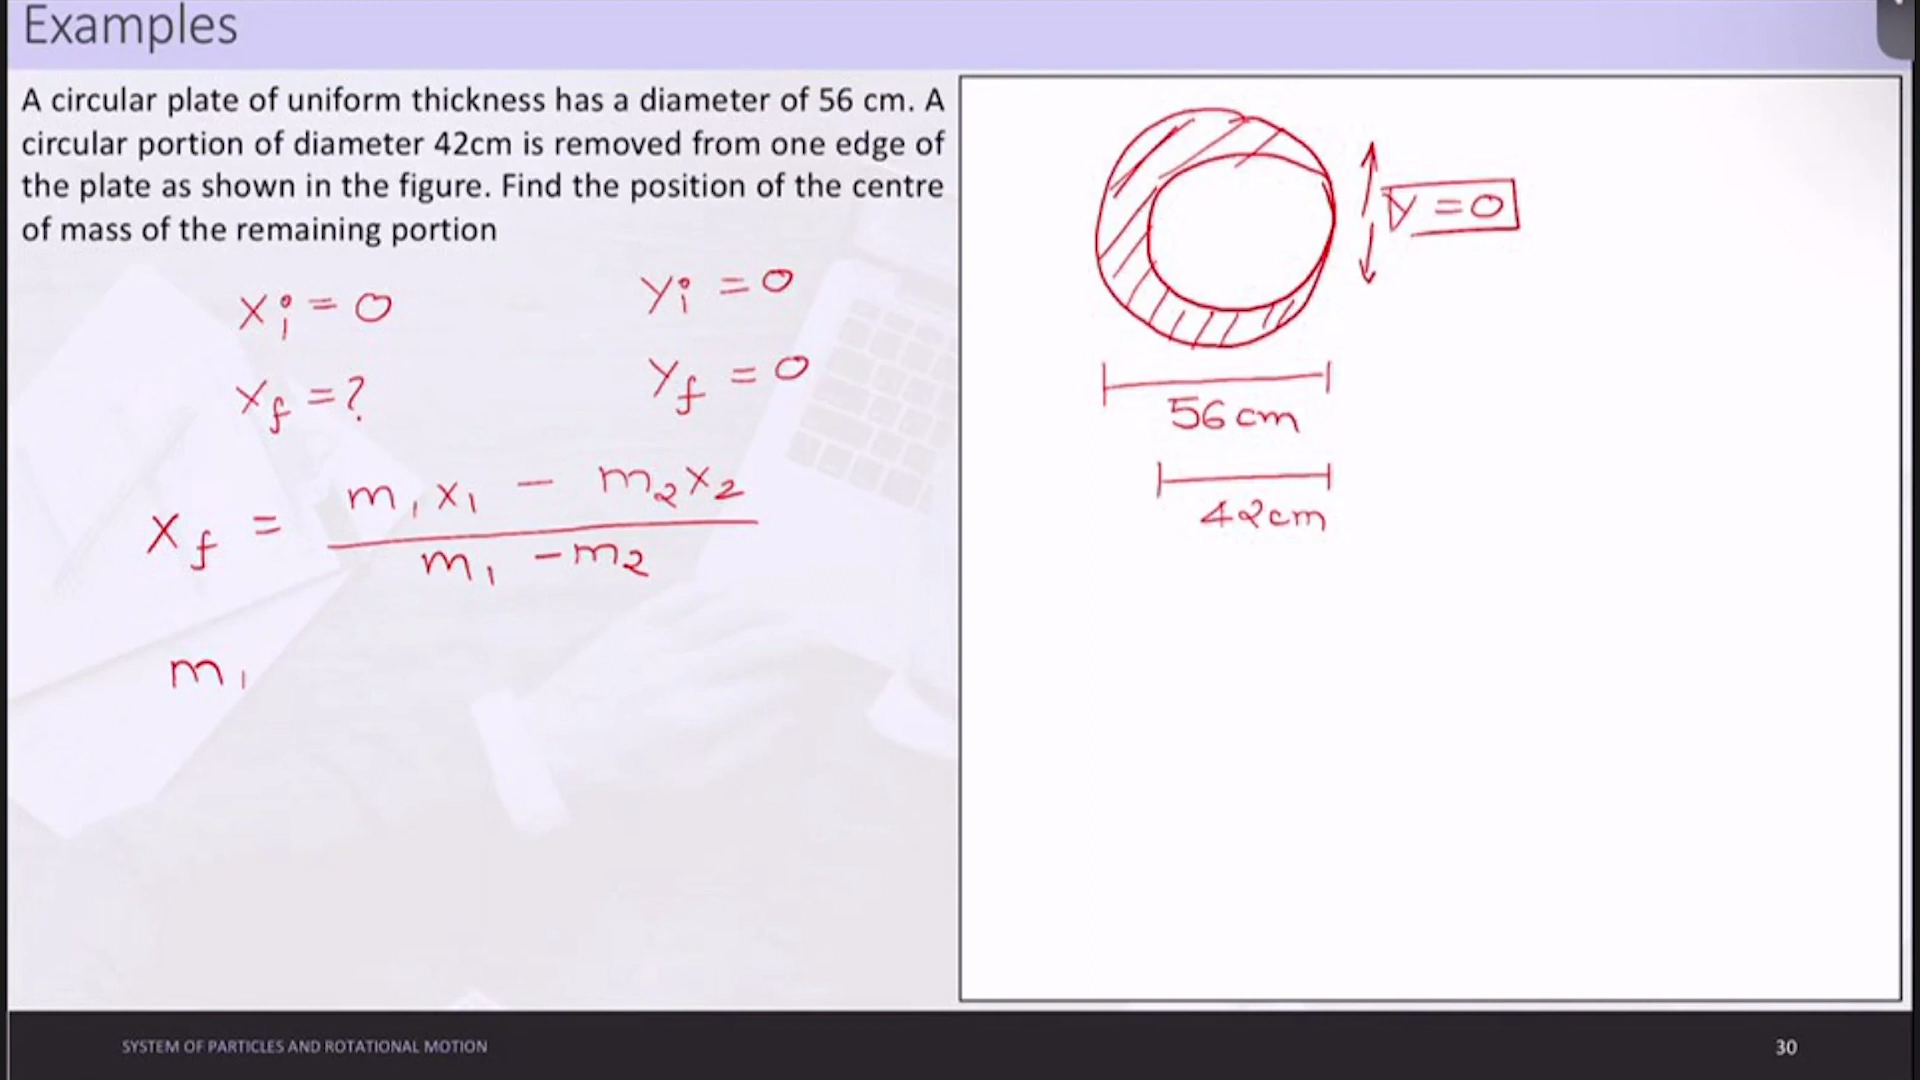 Examples
A circular plate of uniform thickness has a diameter of 56 cm. A
circular portion of diameter 42cm is removed from one edge of
the plate as shown in the figure. Find the position of the centre
of mass of the remaining portion
xi = 0
yi = 0
xf = ?
yf = 0
xf = m1x1 - m2x2
m1 - m2
m1
y = 0
56cm
42cm
SYSTEM OF PARTICLES AND ROTATIONAL MOTION
30